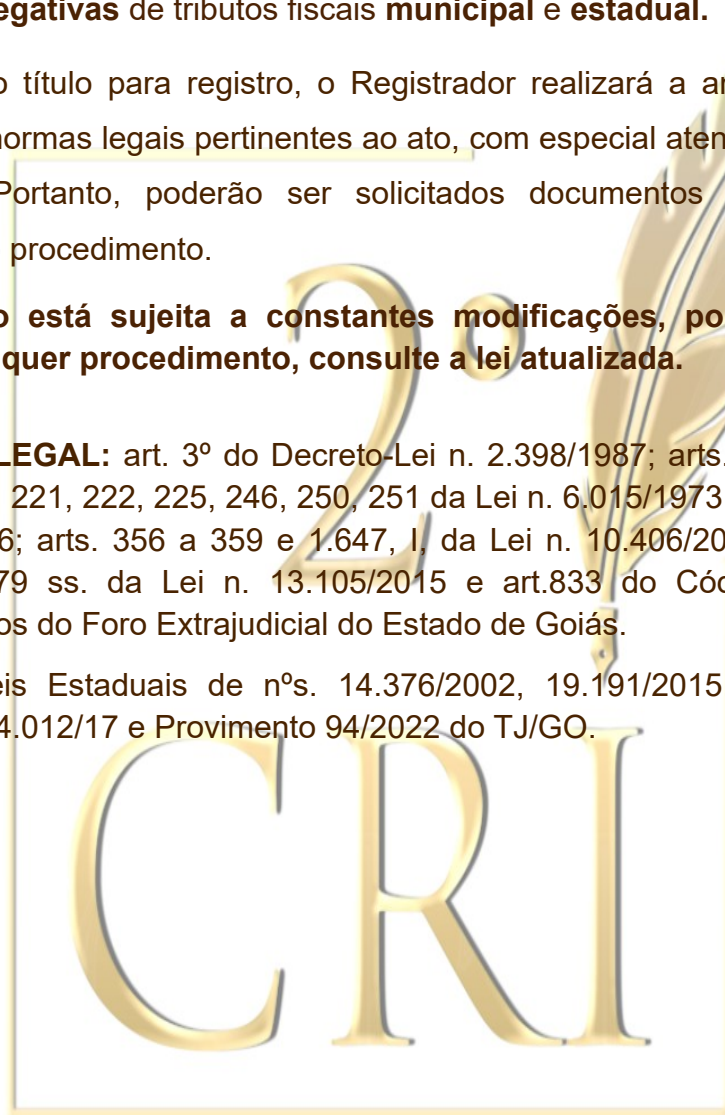 egativas de tributos fiscais municipal e estadual.
o título para registro, o Registrador realizará a a
normas legais pertinentes ao ato, com especial aten
Portanto, poderão ser solicitados documentos
procedimento.
o está sujeita a constantes modificações, po
quer procedimento, consulte a lei atualizada.
LEGAL: art. 3º do Decreto-Lei n. 2.398/1987; arts.
221, 222, 225, 246, 250, 251 da Lei n. 6.015/1973
6; arts. 356 a 359 e 1.647, I, da Lei n. 10.406/20
79 ss. da Lei n. 13.105/2015 e art.833 do Cód
os do Foro Extrajudicial do Estado de Goiás.
eis Estaduais de nºs. 14.376/2002, 19.191/2015
4.012/17 e Provimento 94/2022 do TJ/GO.
2º
CRI